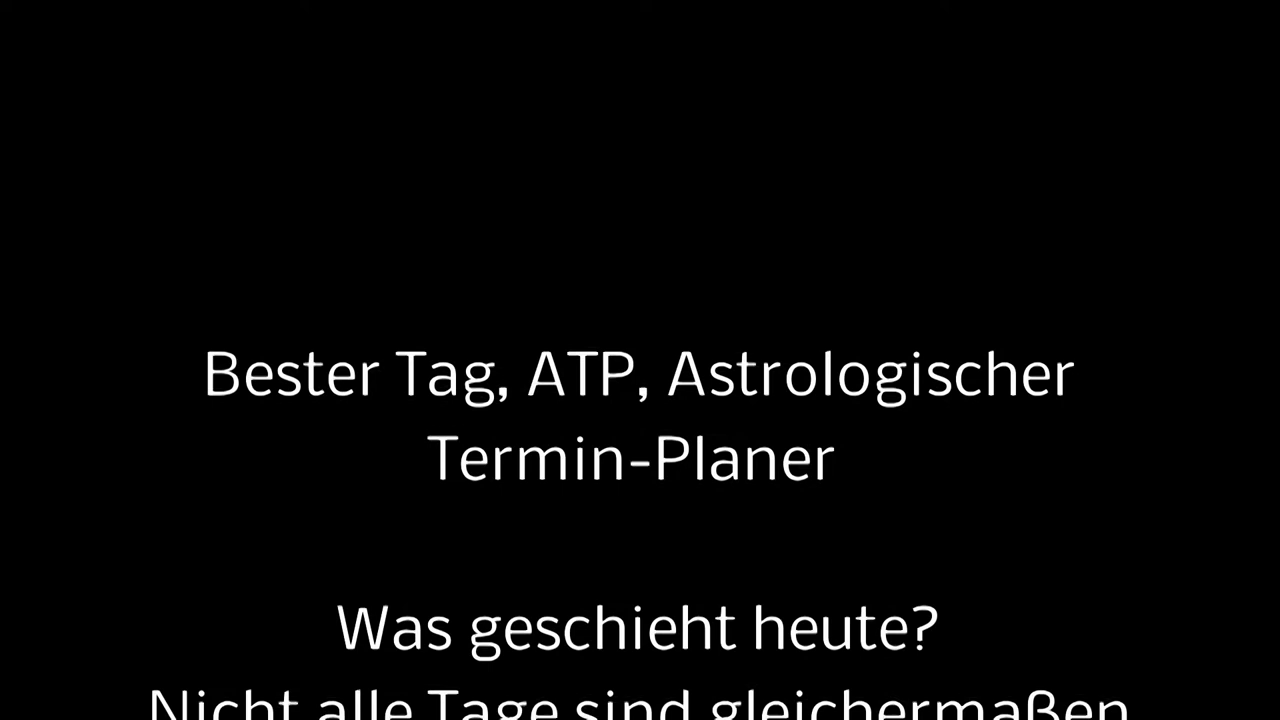 Bester Tag, ATP, Astrologischer
Termin-Planer
Was geschieht heute?
Nicht alle Tage sind gleichermaßen